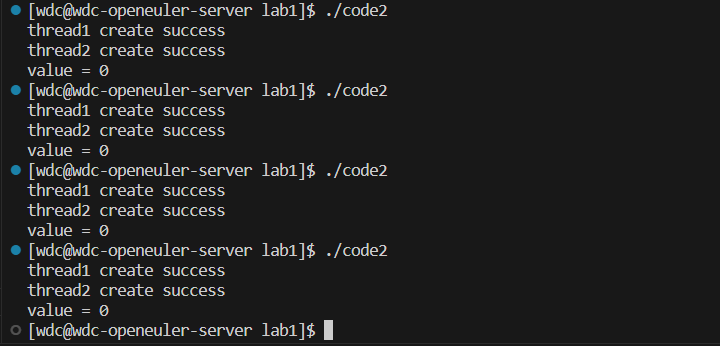 [wdc@wdc-openeuler-server lab1]$ ./code2
thread1 create success
thread2 create success
value = 0
[wdc@wdc-openeuler-server lab1]$ ./code2
thread1 create success
thread2 create success
value = 0
[wdc@wdc-openeuler-server lab1]$ ./code2
thread1 create success
thread2 create success
value = 0
[wdc@wdc-openeuler-server lab1]$ ./code2
thread1 create success
thread2 create success
value = 0
[wdc@wdc-openeuler-server lab1]$